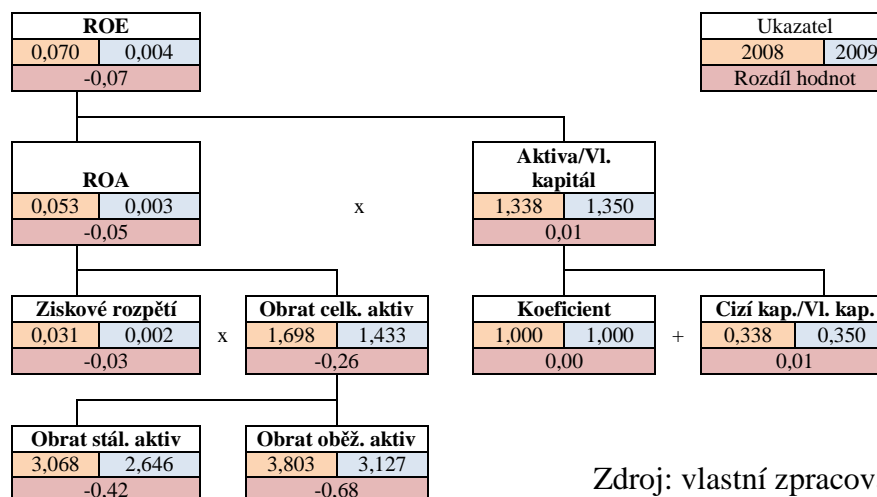 ROE
0,070 0,004
-0,07
Ukazatel
2008 2009
Rozdíl hodnot
ROA
0,053 0,003
-0,05
x
Aktiva/Vl.
kapitál
1,338 1,350
0,01
Ziskové rozpětí
0,031 0,002
-0,03
x
Obrat celk. aktiv
1,698 1,433
-0,26
Koeficient
1,000 1,000
0,00
+
Cizí kap./Vl. kap.
0,338 0,350
0,01
Obrat stál. aktiv
3,068 2,646
-0,42
Obrat oběž. aktiv
3,803 3,127
-0,68
Zdroj: vlastní zpracov